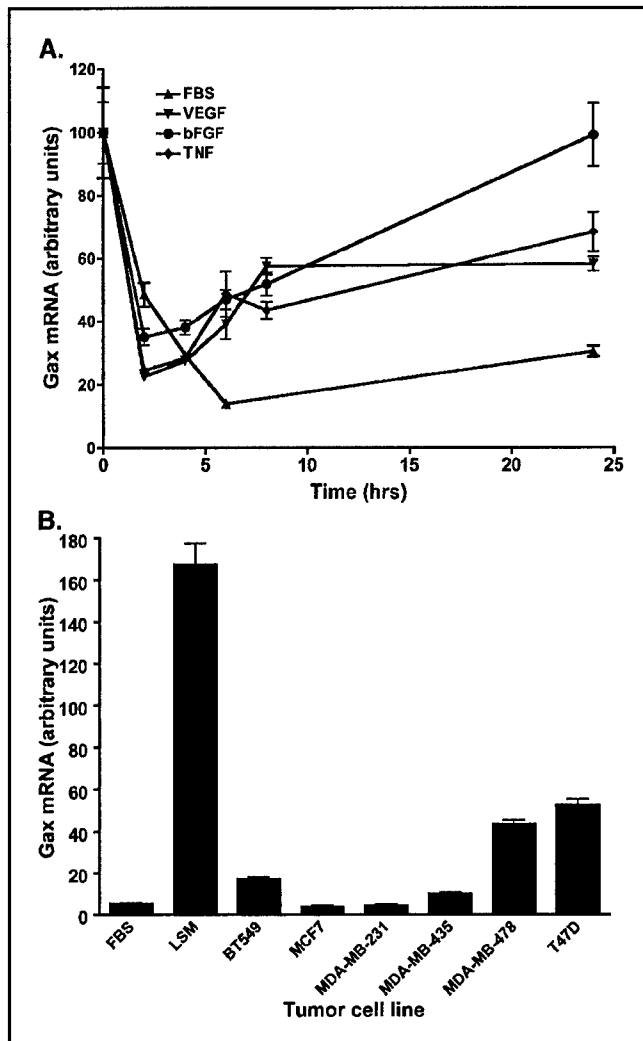 A.
120
100
80
60
40
20
0
FBS
VEGF
bFGF
TNF
Gax mRNA (arbitrary units)
0 5 10 15 20 25
Time (hrs)
B.
180
160
140
120
100
80
60
40
20
0
Gax mRNA (arbitrary units)
FBS
LSM
BT549
MCF7
MDA-MB-231
MDA-MB-435
MDA-MB-478
T47D
Tumor cell line